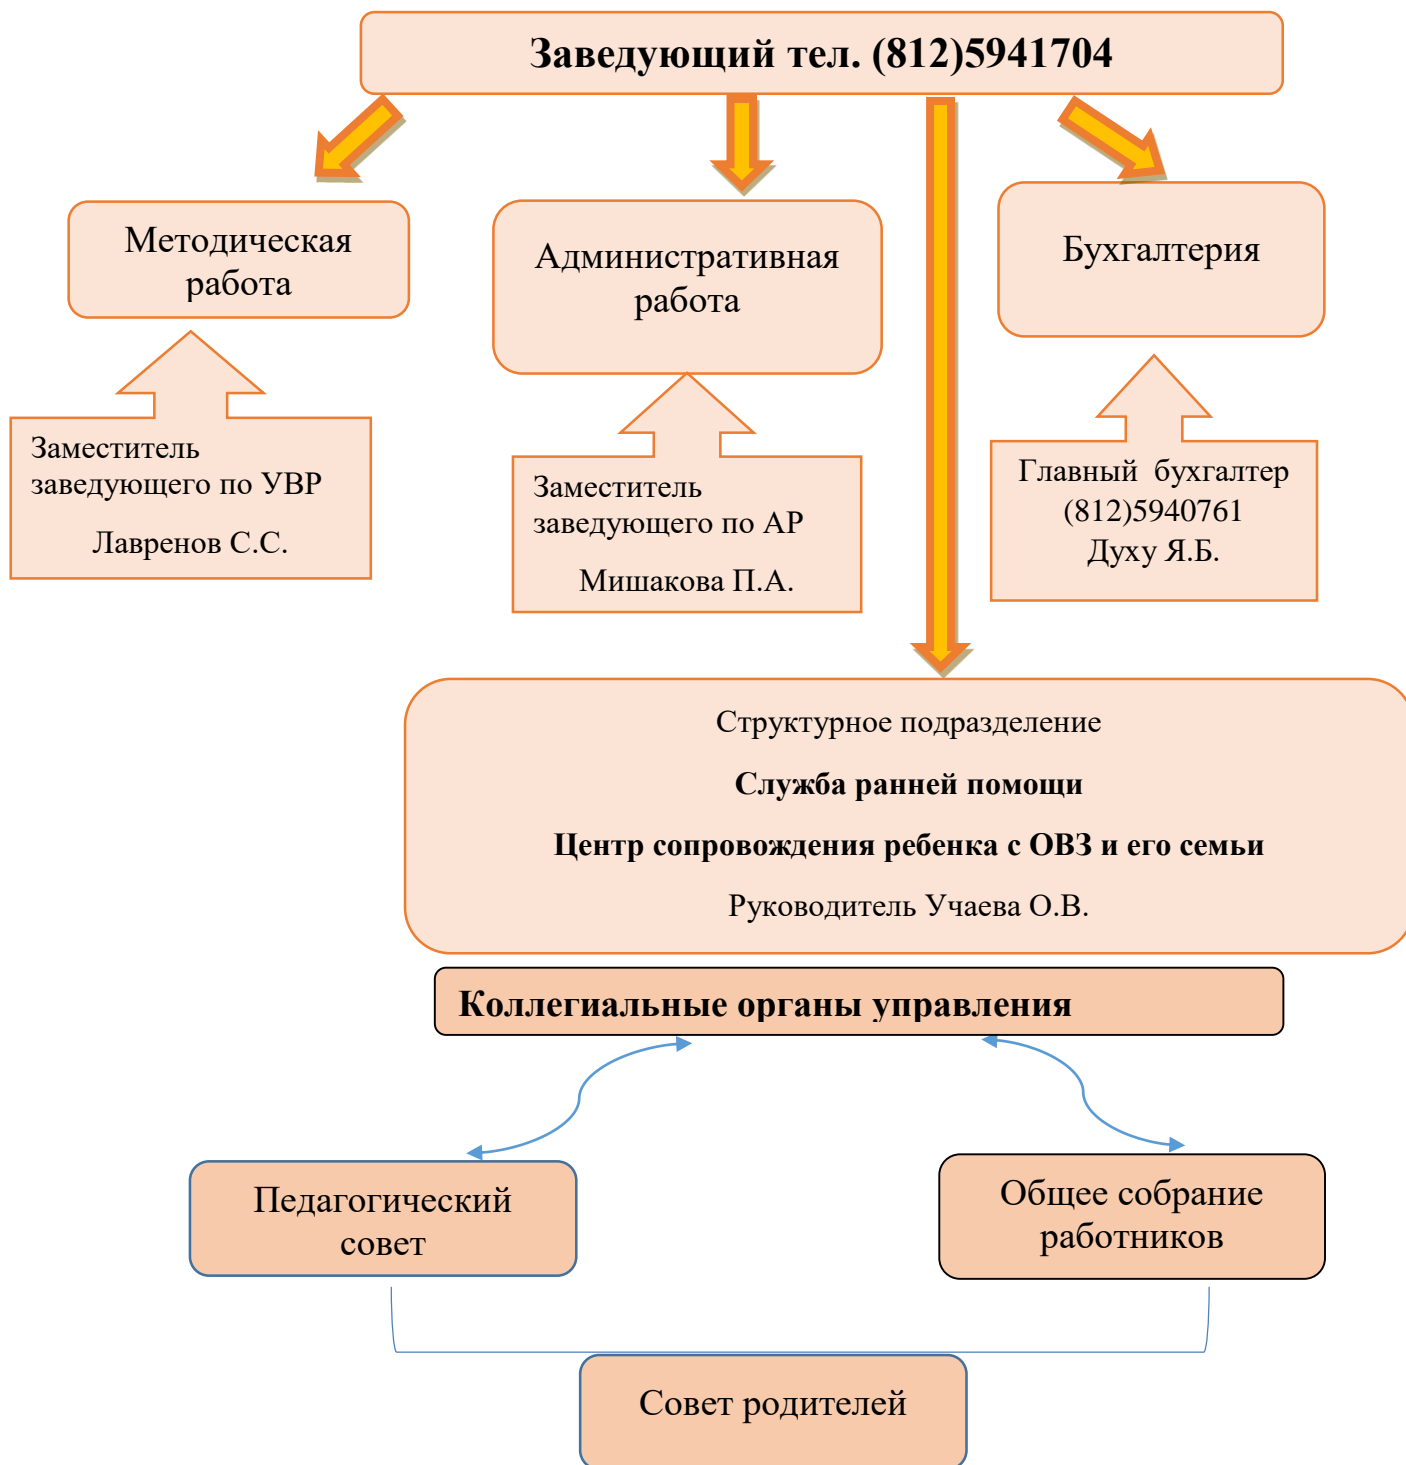 Заведующий тел. (812)5941704
Методическая
работа
Административная
работа
Бухгалтерия
Заместитель
заведующего по УВР
Лавренов С.С.
Заместитель
заведующего по АР
Мишакова П.А.
Главный бухгалтер
(812)5940761
Духу Я.Б.
Структурное подразделение
Служба ранней помощи
Центр сопровождения ребенка с ОВЗ и его семьи
Руководитель Учаева О.В.
Коллегиальные органы управления
Педагогический
совет
Общее собрание
работников
Совет родителей